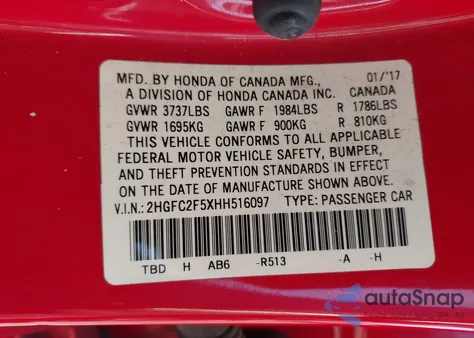 MFD. BY HONDA OF CANADA MFG., 01/'17
A DIVISION OF HONDA CANADA INC. CANADA
GVWR 3737LBS GAWR F 1984LBS R 1786LBS
GVWR 1695KG GAWR F 900KG R 810KG
THIS VEHICLE CONFORMS TO ALL APPLICABLE
FEDERAL MOTOR VEHICLE SAFETY, BUMPER,
AND THEFT PREVENTION STANDARDS IN EFFECT
ON THE DATE OF MANUFACTURE SHOWN ABOVE.
V.I.N.: 2HGFC2F5XHH516097 TYPE: PASSENGER CAR
TBD H AB6 -R513 -A -H
autoSnap